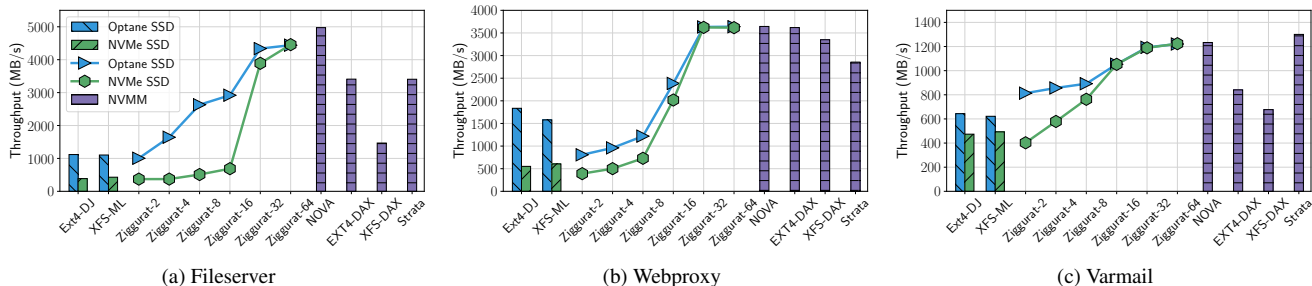 Throughput (MB/s)
5000
4000
3000
2000
1000
0
Optane SSD
NVMe SSD
Optane SSD
NVMe SSD
NVMM
Ext4-DJ
XFS-ML
Ziggurat-2
Ziggurat-4
Ziggurat-8
Ziggurat-16
Ziggurat-32
Ziggurat-64
NOVA
EXT4-DAX
XFS-DAX
Strata
(a) Fileserver
Throughput (MB/s)
4000
3500
3000
2500
2000
1500
1000
500
0
Ext4-DJ
XFS-ML
Ziggurat-2
Ziggurat-4
Ziggurat-8
Ziggurat-16
Ziggurat-32
Ziggurat-64
NOVA
EXT4-DAX
XFS-DAX
Strata
(b) Webproxy
Throughput (MB/s)
1400
1200
1000
800
600
400
200
0
Ext4-DJ
XFS-ML
Ziggurat-2
Ziggurat-4
Ziggurat-8
Ziggurat-16
Ziggurat-32
Ziggurat-64
NOVA
EXT4-DAX
XFS-DAX
Strata
(c) Varmail